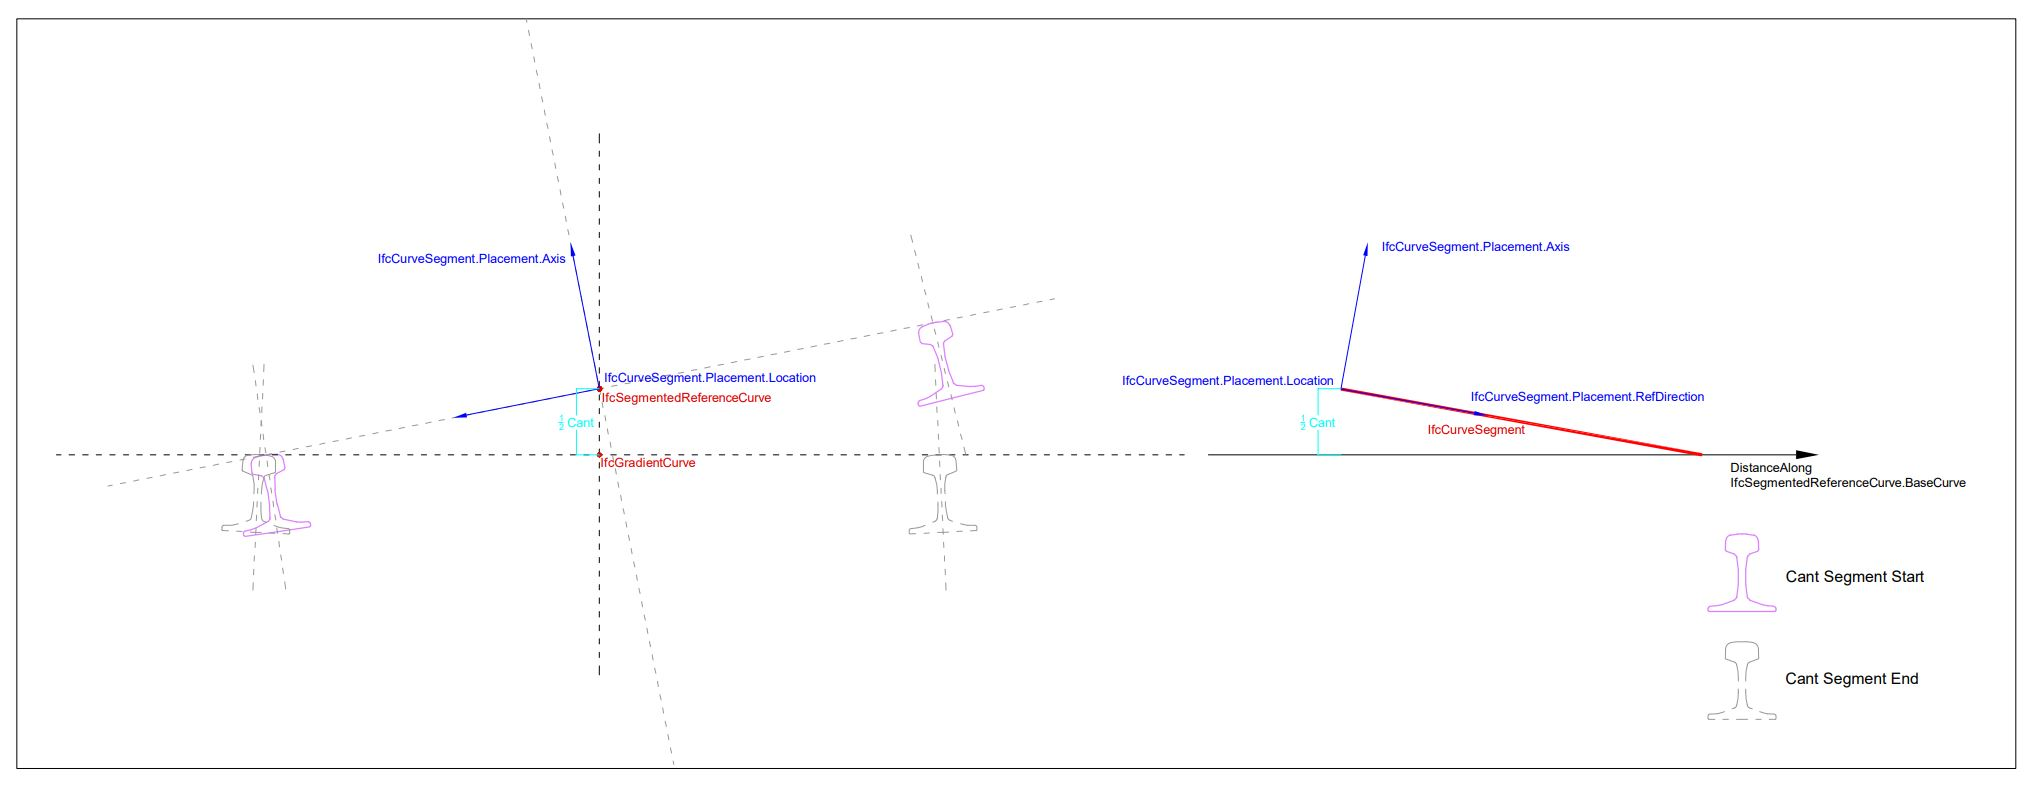 IfcCurveSegment.Placement.Axis
IfcCurveSegment.Placement.Location
IfcSegmentedReferenceCurve
½ Cant
IfcGradientCurve
IfcCurveSegment.Placement.Axis
IfcCurveSegment.Placement.Location
IfcCurveSegment.Placement.RefDirection
½ Cant
IfcCurveSegment
DistanceAlong
IfcSegmentedReferenceCurve.BaseCurve
Cant Segment Start
Cant Segment End